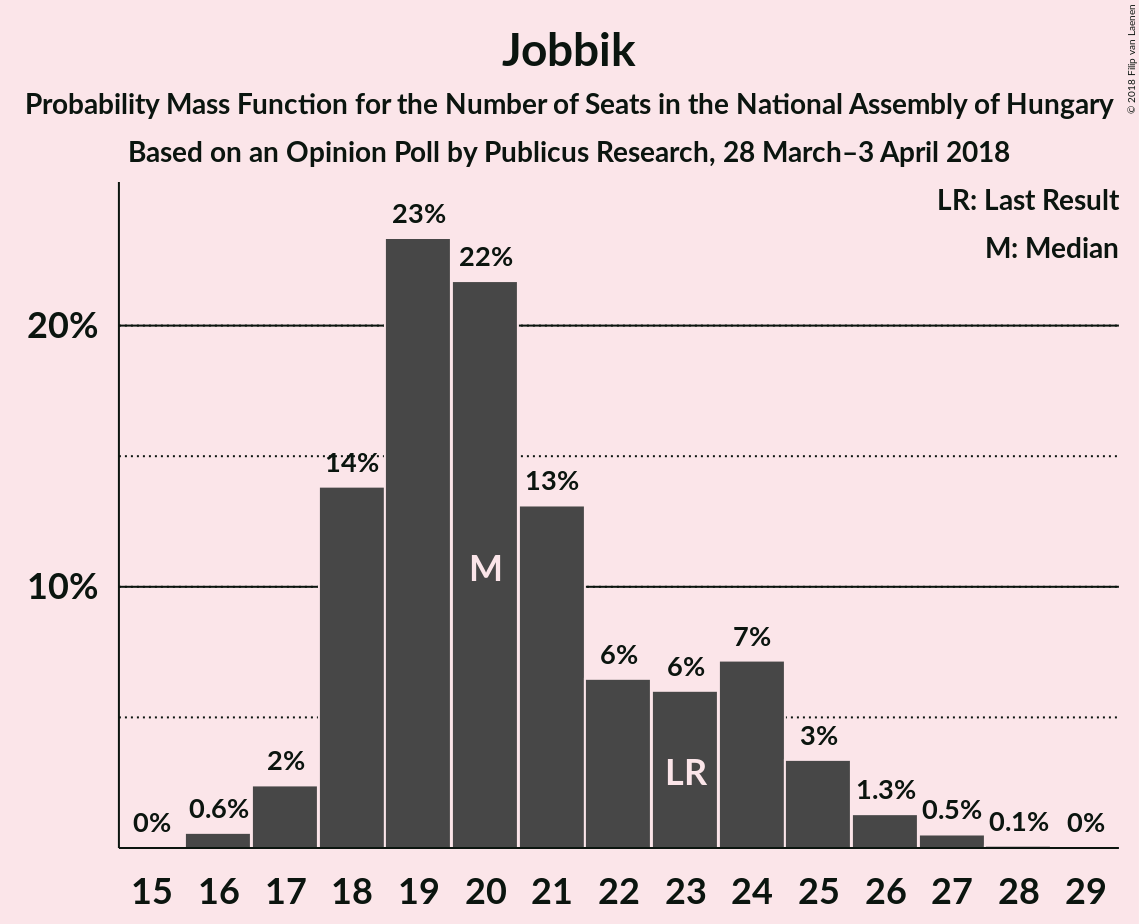 Jobbik
Probability Mass Function for the Number of Seats in the National Assembly of Hungary
Based on an Opinion Poll by Publicus Research, 28 March–3 April 2018
© 2018 Filip van Laenen
LR: Last Result
M: Median
20%
10%
0%
0.6%
2%
14%
23%
22%
13%
6%
6%
7%
3%
1.3%
0.5%
0.1%
0%
M
LR
15 16 17 18 19 20 21 22 23 24 25 26 27 28 29